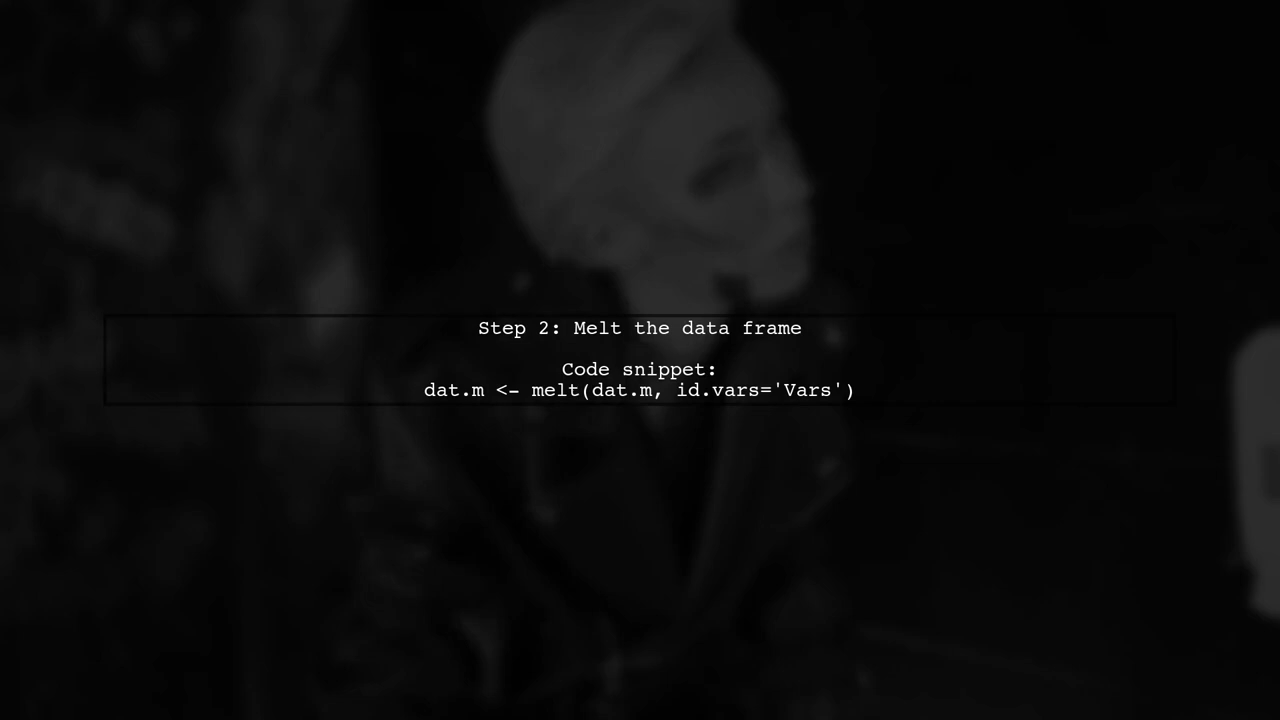 Step 2: Melt the data frame
Code snippet:
dat.m <- melt(dat.m, id.vars='Vars')